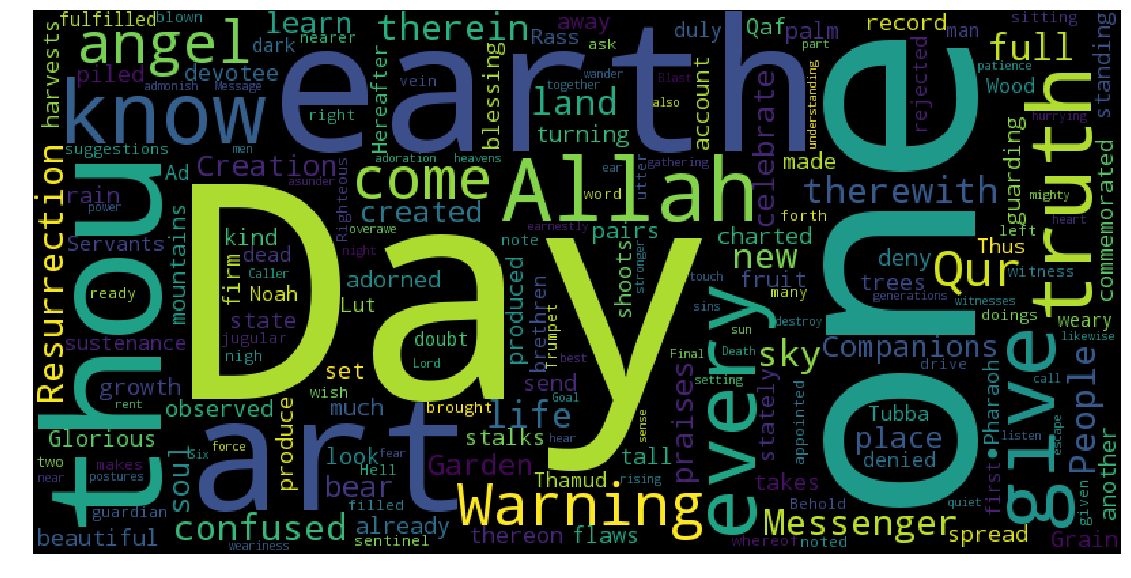 fulfilled blown angel learn therein away Qaf palm record man sitting
dark nearer Rass ask duly full
harvests piled devotee vein blessing part rejected Wood patience standing
admonish Message together wander Blast account understanding
know earth land also one hurrying
right Hereafter turning
suggestions men adoration heavens ear gathering made guarding
Ad Creation asunder come Allah utter celebrate therewith mighty
rain Righteous word forth left heart truth
Resurrection power created overawe note pairs charted Thus commemorated
Servants mountains kind night earnestly new Qur witness
thou dead Day shoots stronger deny
firm Caller adorned produced touch many fruit trees generations witnesses
ready Noah Lut Trumpet sins sun destroy doings weary
sustenance state jugular doubt brethren Companions likewise
nigh Lord best Final Death sky drive
growth set send setting give call
rent wish Goal stately appointed Pharaoh
observed much brought life every Tubba listen escape
Glorious art praises place People
force stalks hear sense first
two soul produce look fear Garden tall denied another
makes Six Hell
near postures bear Thamud rising takes Behold quiet given
guardian filled Warning Messenger spread
beautiful confused already thereon flaws whereof noted Grain
weariness sentinel